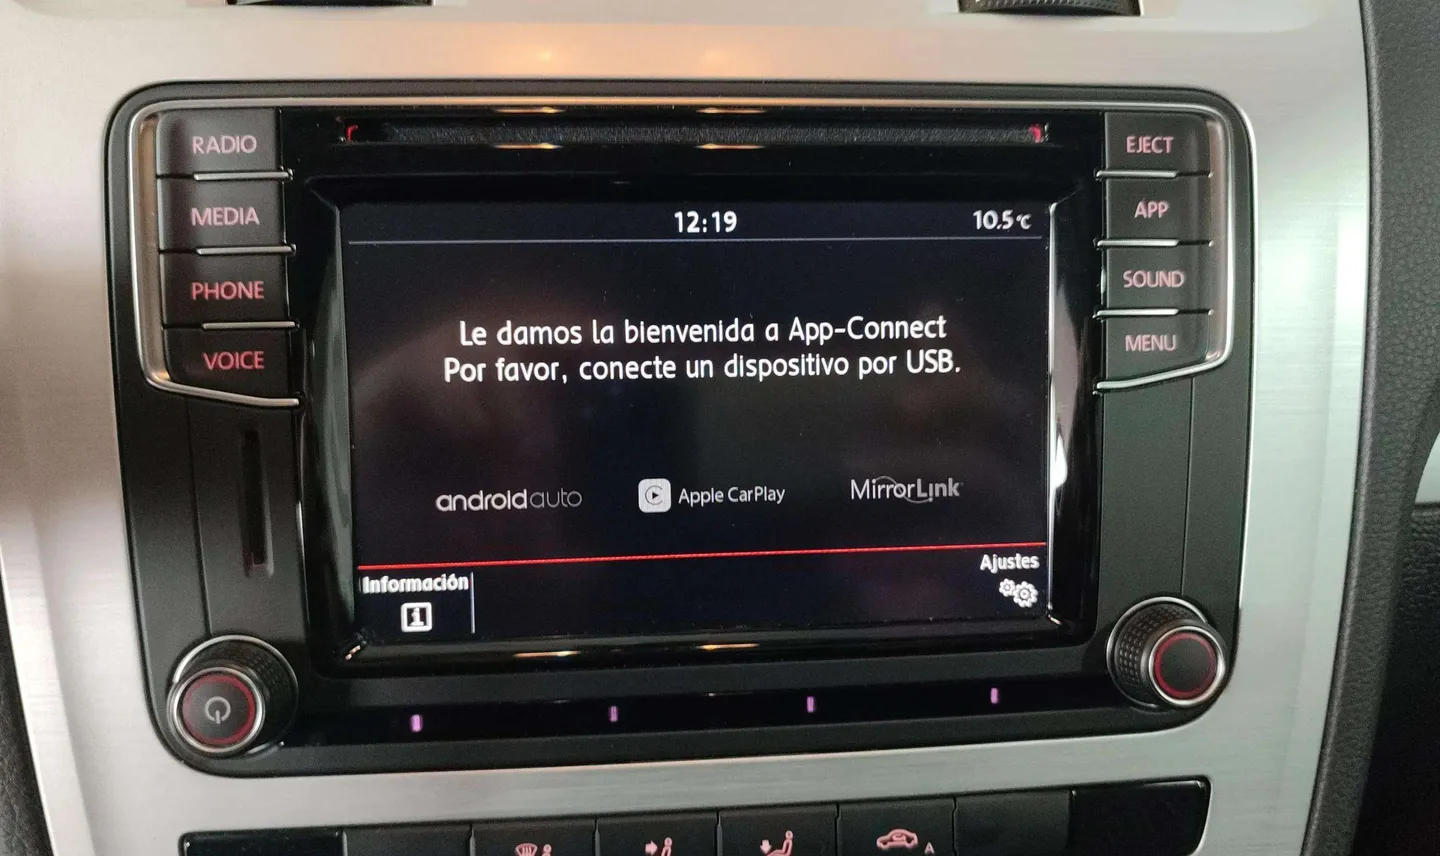 RADIO
MEDIA
PHONE
VOICE
EJECT
APP
SOUND
MENU
12:19
10.5°C
Le damos la bienvenida a App-Connect
Por favor, conecte un dispositivo por USB.
androidauto
Apple CarPlay
MirrorLink
Información
i
Ajustes
A